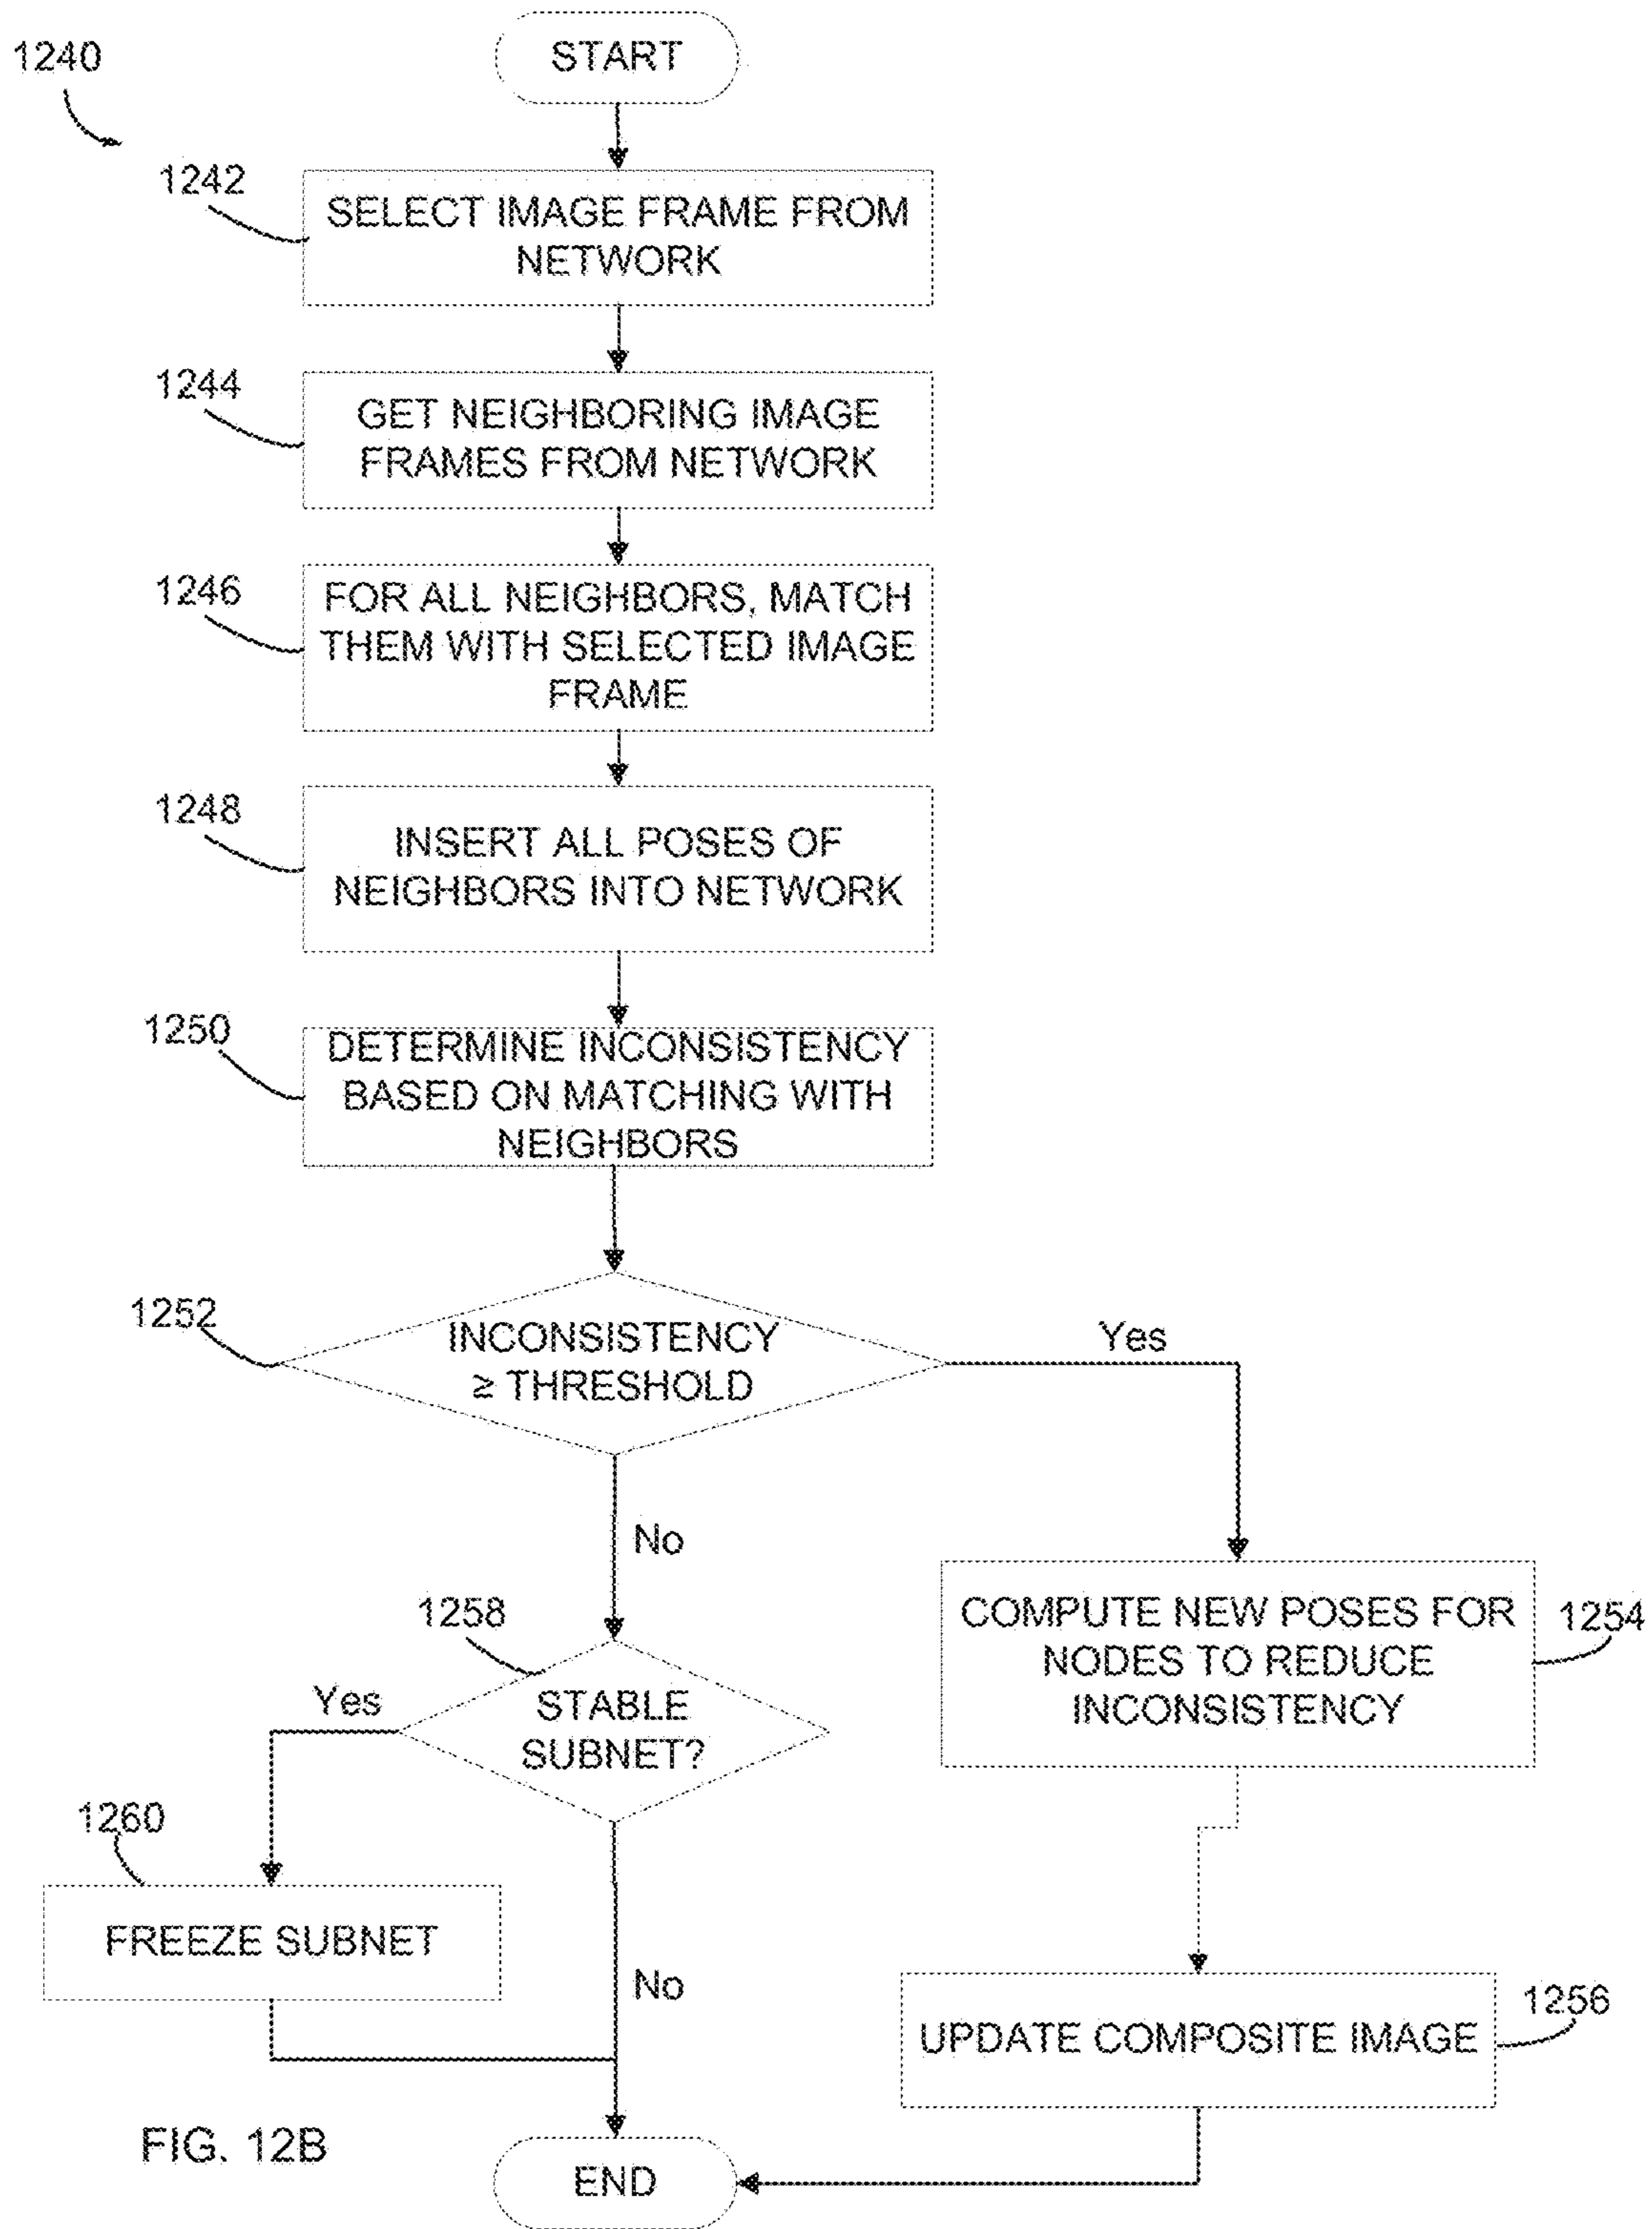 1240
START
1242
SELECT IMAGE FRAME FROM
NETWORK
1244
GET NEIGHBORING IMAGE
FRAMES FROM NETWORK
1246
FOR ALL NEIGHBORS, MATCH
THEM WITH SELECTED IMAGE
FRAME
1248
INSERT ALL POSES OF
NEIGHBORS INTO NETWORK
1250
DETERMINE INCONSISTENCY
BASED ON MATCHING WITH
NEIGHBORS
1252
INCONSISTENCY
≥ THRESHOLD
Yes
No
1254
COMPUTE NEW POSES FOR
NODES TO REDUCE
INCONSISTENCY
1258
STABLE
SUBNET?
Yes
1260
FREEZE SUBNET
No
1256
UPDATE COMPOSITE IMAGE
FIG. 12B
END